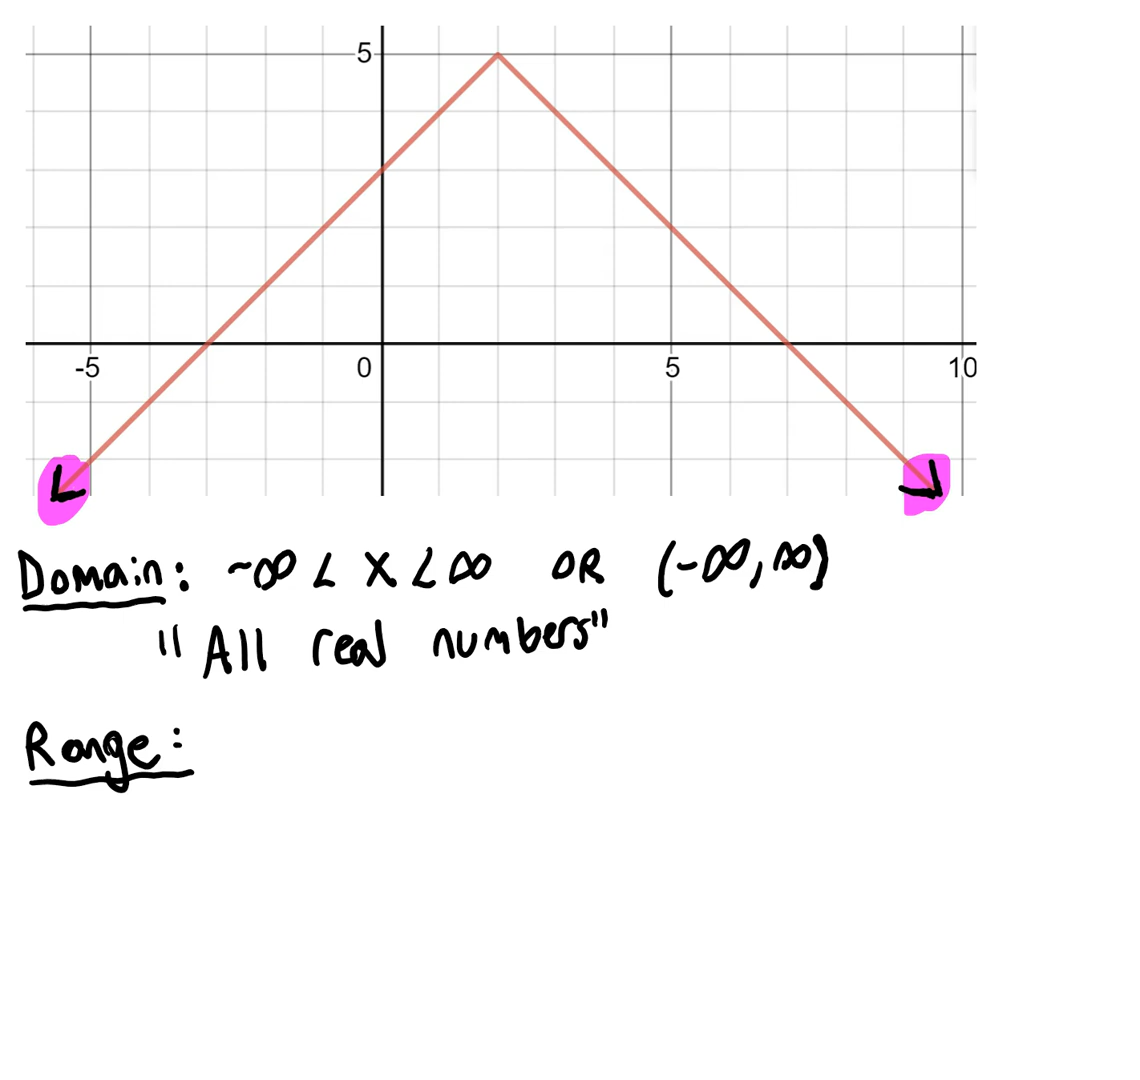 5
-5 0 5 10
Domain: -∞ < x < ∞ OR (-∞, ∞)
"All real numbers"
Range: